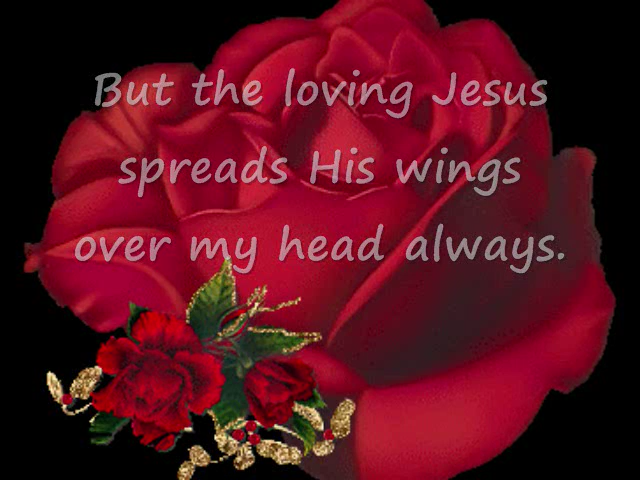 But the loving Jesus
spreads His wings
over my head always.